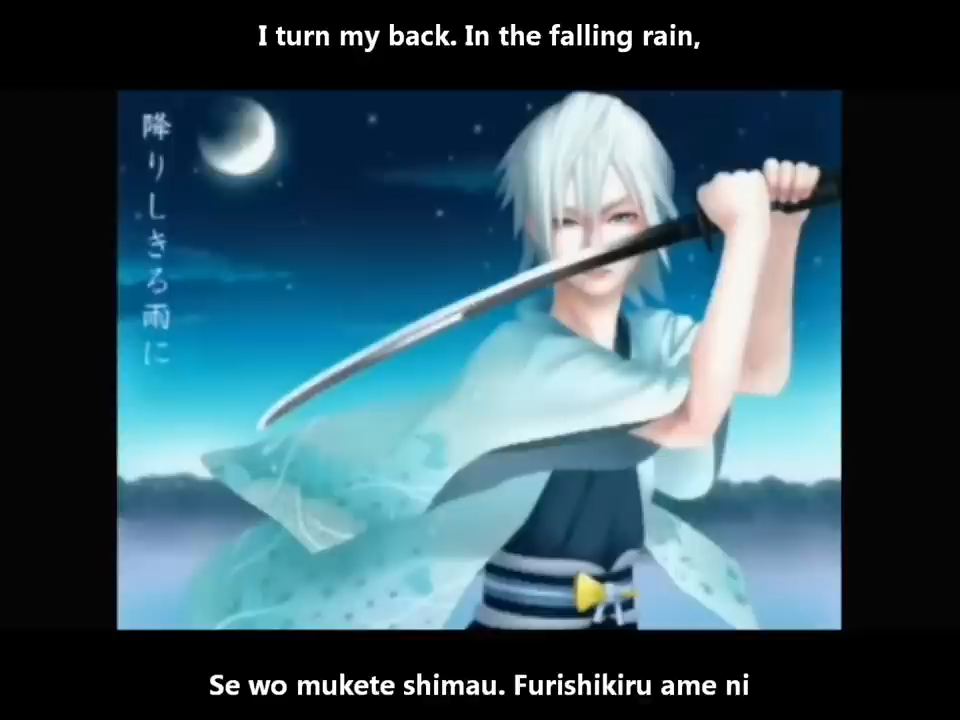 I turn my back. In the falling rain,
降りしきる雨に
Se wo mukete shimau. Furishikiru ame ni